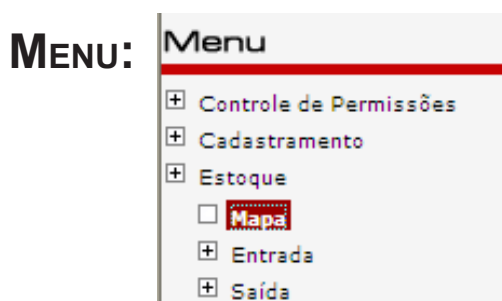 MENU:
Menu
Controle de Permissões
Cadastramento
Estoque
Mapa
Entrada
Saída